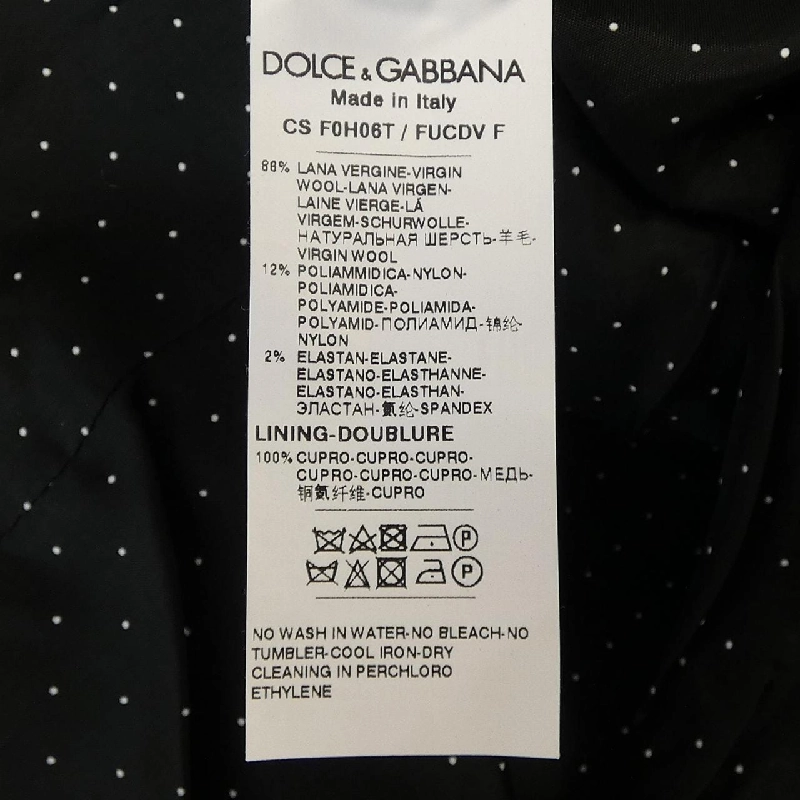 DOLCE & GABBANA
Made in Italy
CS F0H06T / FUCDV F
86% LANA VERGINE-VIRGIN
WOOL-LANA VIRGEN-
LAINE VIERGE-LÃ
VIRGEM-SCHURWOLLE-
НАТУРАЛЬНАЯ ШЕРСТЬ-羊毛-
VIRGIN WOOL
12% POLIAMMIDICA-NYLON-
POLIAMIDICA-
POLYAMIDE-POLIAMIDA-
POLYAMID-ПОЛИАМИД-锦纶-
NYLON
2% ELASTAN-ELASTANE-
ELASTANO-ELASTHANNE-
ELASTANO-ELASTHAN-
ЭЛАСТАН-氨纶-SPANDEX
LINING-DOUBLURE
100% CUPRO-CUPRO-CUPRO-
CUPRO-CUPRO-CUPRO-МЕДЬ-
铜氨纤维-CUPRO
P
P
NO WASH IN WATER-NO BLEACH-NO
TUMBLER-COOL IRON-DRY
CLEANING IN PERCHLORO
ETHYLENE